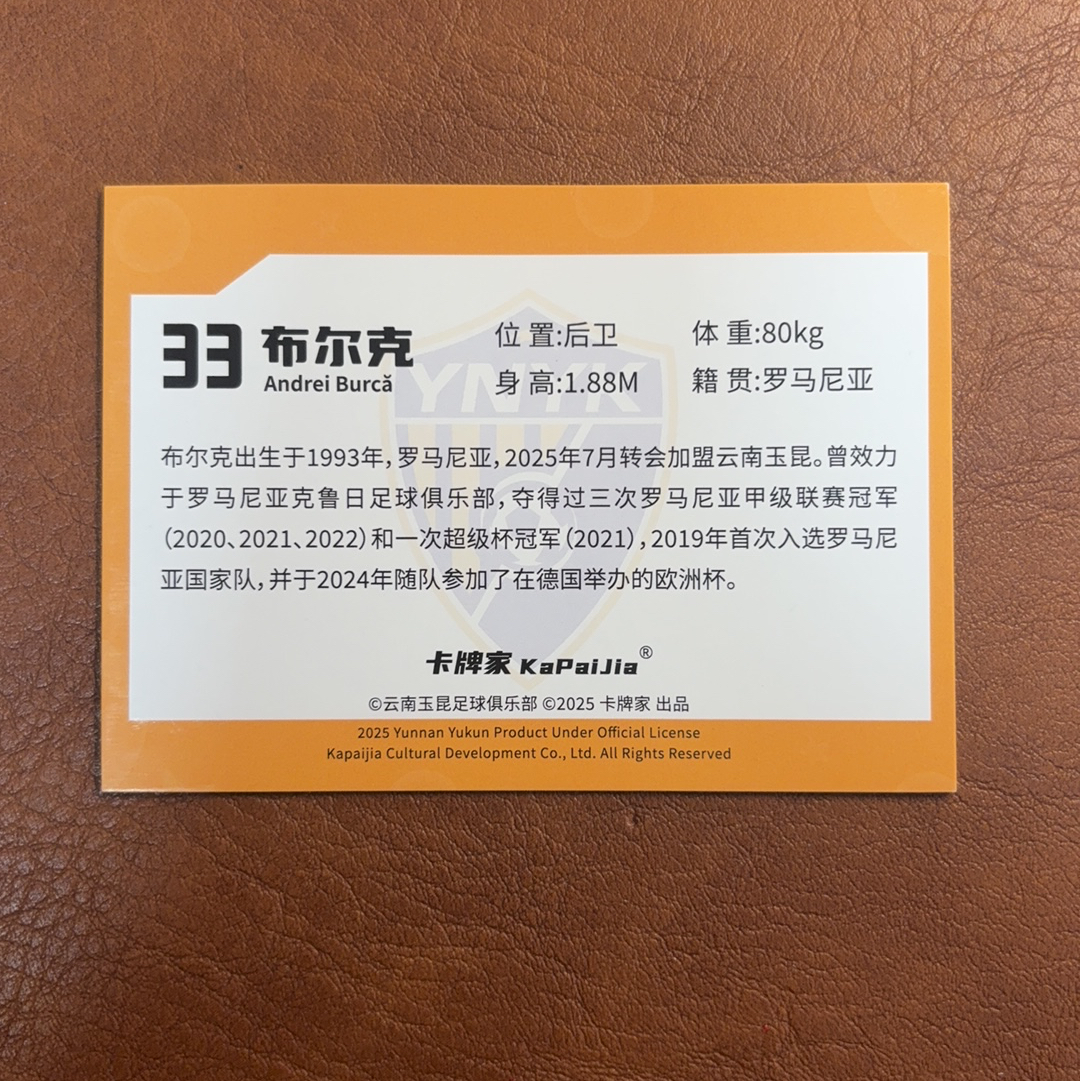 33 布尔克
Andrei Burcă
位 置:后卫
体 重:80kg
身 高:1.88M
籍 贯:罗马尼亚
YNYK
布尔克出生于1993年,罗马尼亚,2025年7月转会加盟云南玉昆。曾效力
于罗马尼亚克鲁日足球俱乐部,夺得过三次罗马尼亚甲级联赛冠军
(2020、2021、2022)和一次超级杯冠军(2021),2019年首次入选罗马尼
亚国家队,并于2024年随队参加了在德国举办的欧洲杯。
卡牌家 KaPaiJia®
©云南玉昆足球俱乐部 ©2025 卡牌家 出品
2025 Yunnan Yukun Product Under Official License
Kapaijia Cultural Development Co., Ltd. All Rights Reserved